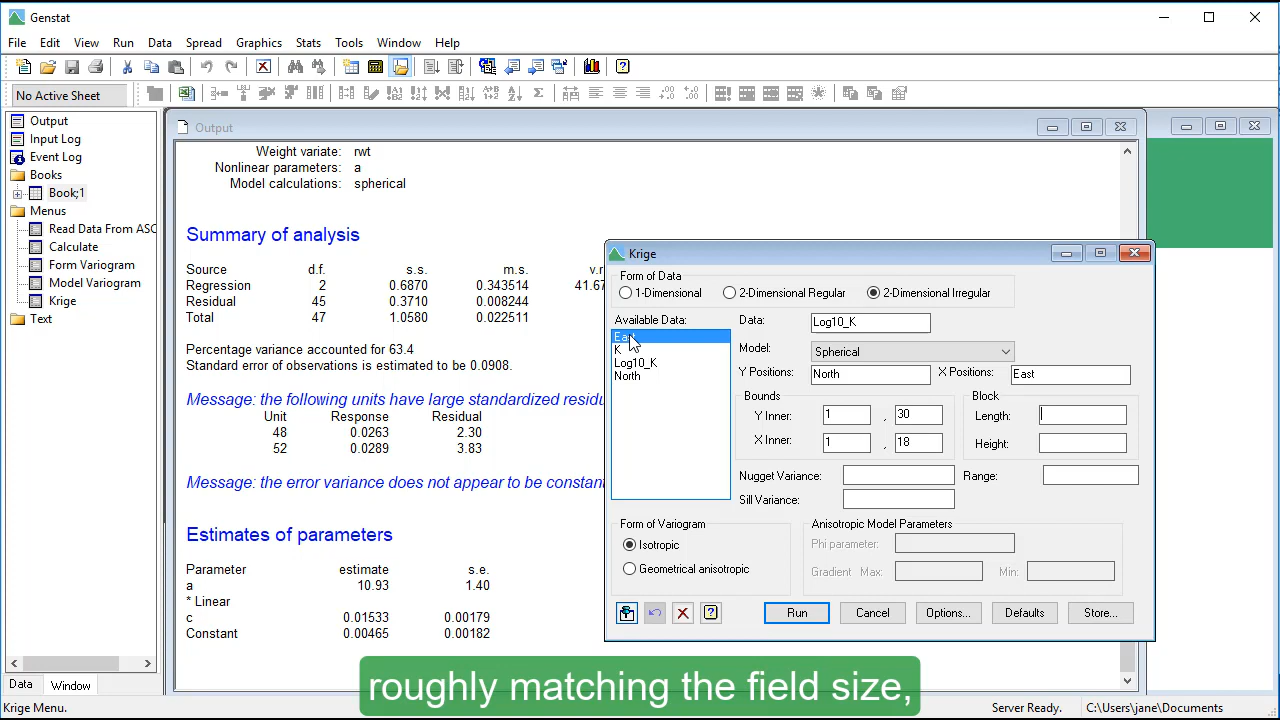 Genstat
File Edit View Run Data Spread Graphics Stats Tools Window Help
No Active Sheet
Output
Input Log
Event Log
Books
Book;1
Menus
Read Data From ASC
Calculate
Form Variogram
Model Variogram
Krige
Text
Data Window
Output
Weight variate: rwt
Nonlinear parameters: a
Model calculations: spherical
Summary of analysis
Source d.f. s.s. m.s. v.r
Regression 2 0.6870 0.343514 41.67
Residual 45 0.3710 0.008244
Total 47 1.0580 0.022511
Percentage variance accounted for 63.4
Standard error of observations is estimated to be 0.0908.
Message: the following units have large standardized residu
Unit Response Residual
48 0.0263 2.30
52 0.0289 3.83
Message: the error variance does not appear to be constant
Estimates of parameters
Parameter estimate s.e.
a 10.93 1.40
* Linear
c 0.01533 0.00179
Constant 0.00465 0.00182
Krige
Form of Data
1-Dimensional 2-Dimensional Regular 2-Dimensional Irregular
Available Data:
East
K
Log10_K
North
Data: Log10_K
Model: Spherical
Y Positions: North X Positions: East
Bounds
Y Inner: 1 , 30
X Inner: 1 , 18
Block
Length:
Height:
Nugget Variance: Range:
Sill Variance:
Form of Variogram
Isotropic
Geometrical anisotropic
Anisotropic Model Parameters
Phi parameter:
Gradient Max: Min:
Run Cancel Options... Defaults Store...
roughly matching the field size,
Krige Menu. Server Ready. C:\Users\jane\Documents